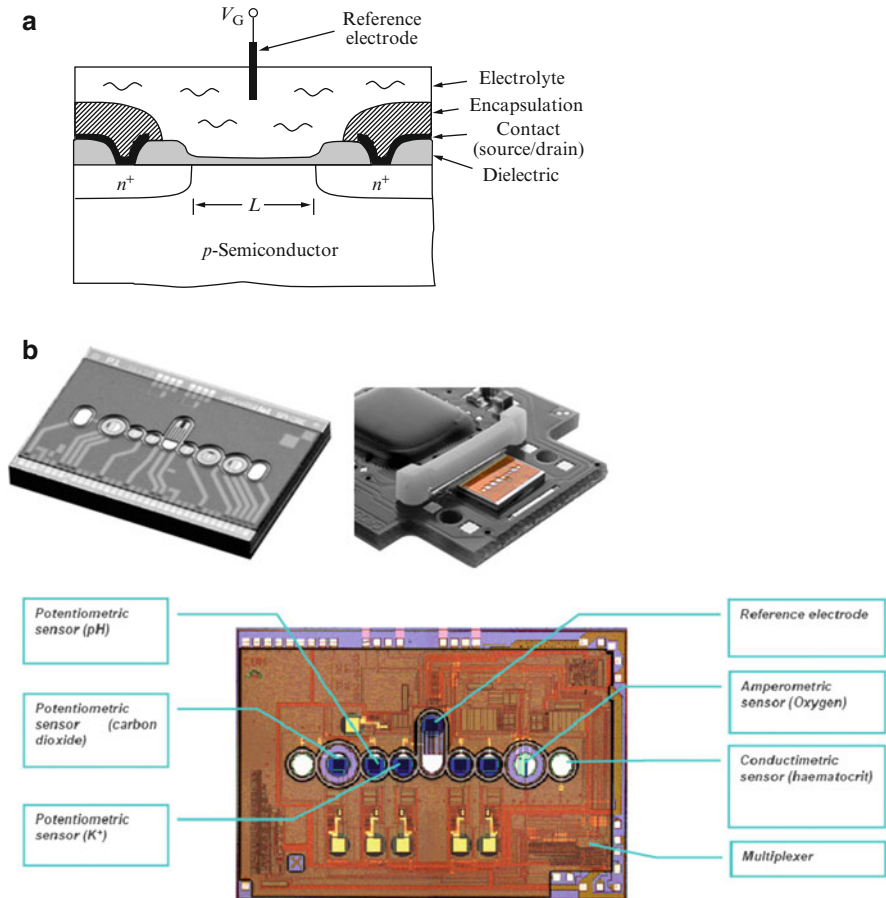 a
V_G
Reference
electrode
Electrolyte
Encapsulation
Contact
(source/drain)
Dielectric
n⁺
n⁺
L
p-Semiconductor
b
P1
Potentiometric
sensor (pH)
Potentiometric
sensor (carbon
dioxide)
Potentiometric
sensor (K⁺)
Reference electrode
Amperometric
sensor (Oxygen)
Conductimetric
sensor (haematocrit)
Multiplexer